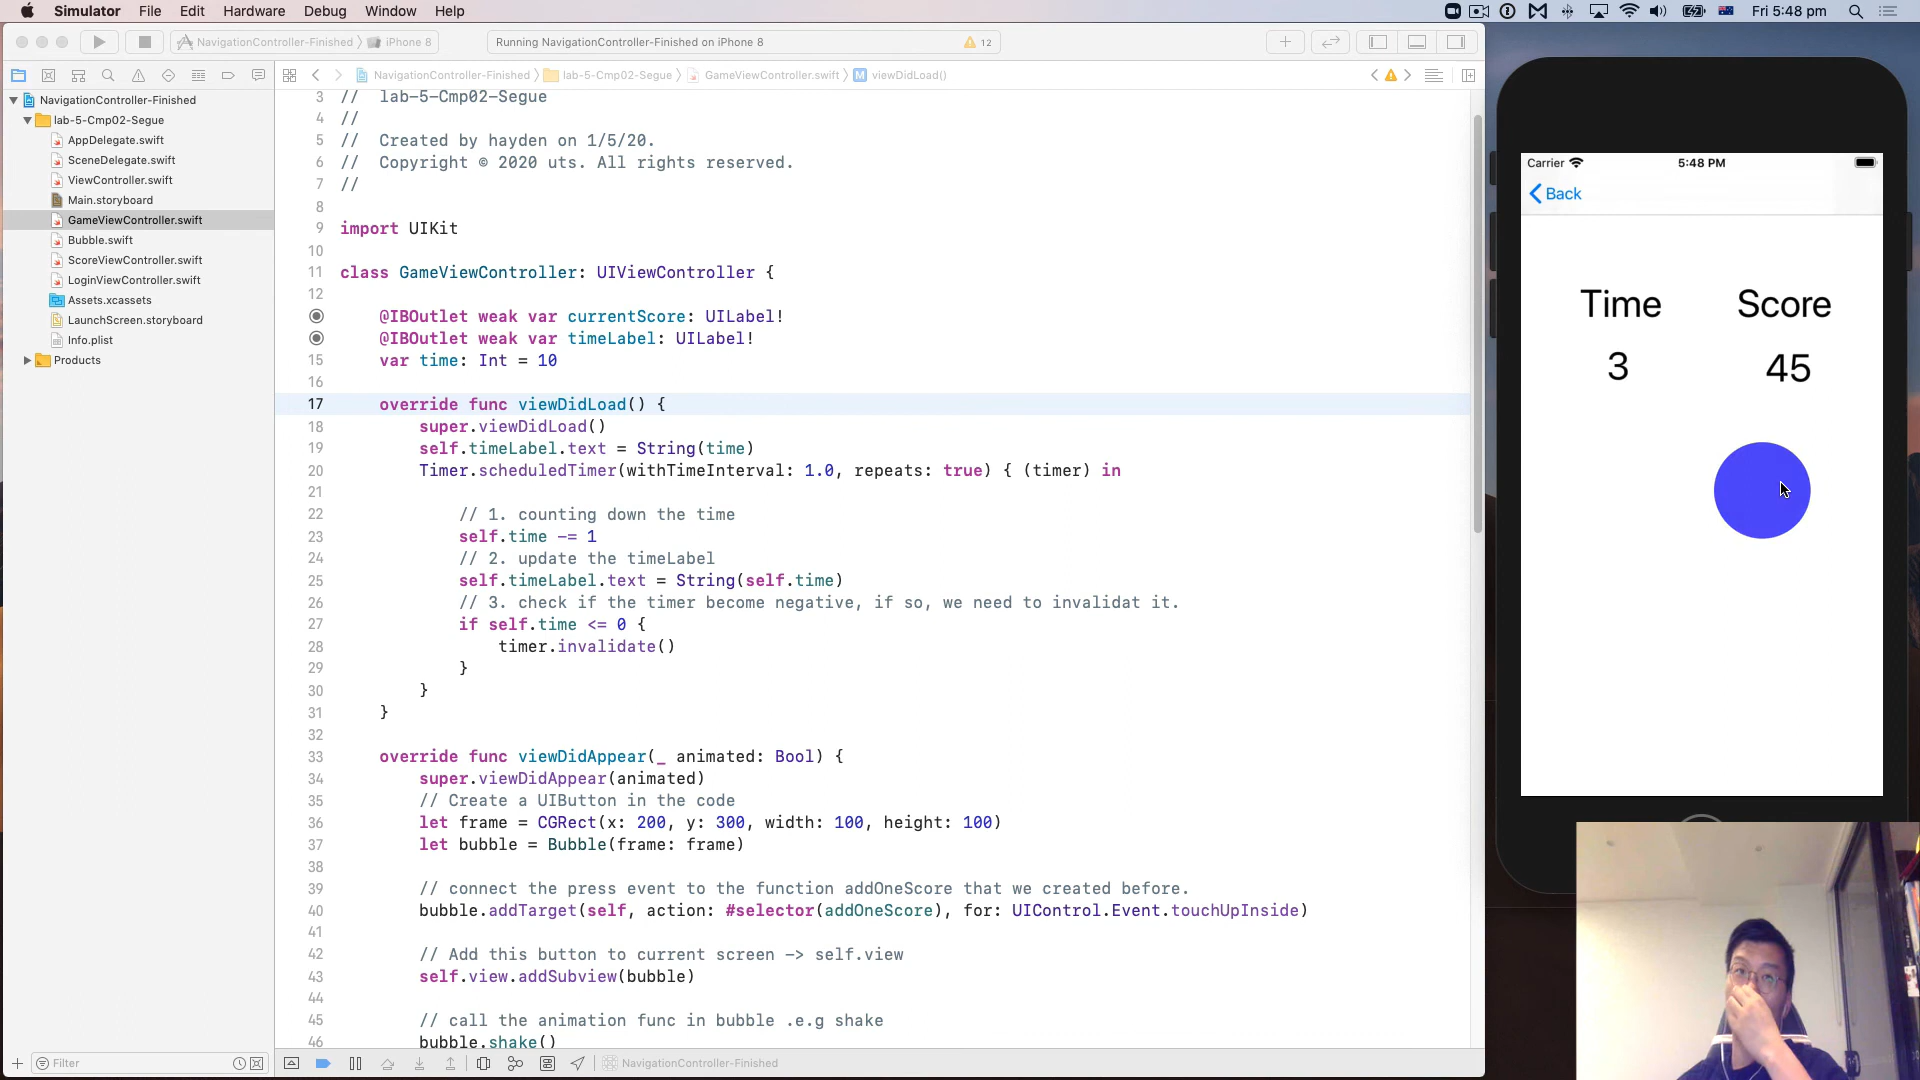 Simulator File Edit Hardware Debug Window Help
Fri 5:48 pm
NavigationController-Finished iPhone 8
Running NavigationController-Finished on iPhone 8
12
NavigationController-Finished lab-5-Cmp02-Segue GameViewController.swift M viewDidLoad()
NavigationController-Finished
lab-5-Cmp02-Segue
AppDelegate.swift
SceneDelegate.swift
ViewController.swift
Main.storyboard
GameViewController.swift
Bubble.swift
ScoreViewController.swift
LoginViewController.swift
Assets.xcassets
LaunchScreen.storyboard
Info.plist
Products
Filter
3 // lab-5-Cmp02-Segue
4 //
5 // Created by hayden on 1/5/20.
6 // Copyright © 2020 uts. All rights reserved.
7 //
8
9 import UIKit
10
11 class GameViewController: UIViewController {
12
@IBOutlet weak var currentScore: UILabel!
@IBOutlet weak var timeLabel: UILabel!
15 var time: Int = 10
16
17 override func viewDidLoad() {
18 super.viewDidLoad()
19 self.timeLabel.text = String(time)
20 Timer.scheduledTimer(withTimeInterval: 1.0, repeats: true) { (timer) in
21
22 // 1. counting down the time
23 self.time -= 1
24 // 2. update the timeLabel
25 self.timeLabel.text = String(self.time)
26 // 3. check if the timer become negative, if so, we need to invalidat it.
27 if self.time <= 0 {
28 timer.invalidate()
29 }
30 }
31 }
32
33 override func viewDidAppear(_ animated: Bool) {
34 super.viewDidAppear(animated)
35 // Create a UIButton in the code
36 let frame = CGRect(x: 200, y: 300, width: 100, height: 100)
37 let bubble = Bubble(frame: frame)
38
39 // connect the press event to the function addOneScore that we created before.
40 bubble.addTarget(self, action: #selector(addOneScore), for: UIControl.Event.touchUpInside)
41
42 // Add this button to current screen -> self.view
43 self.view.addSubview(bubble)
44
45 // call the animation func in bubble .e.g shake
46 bubble.shake()
NavigationController-Finished
Carrier 5:48 PM
Back
Time Score
3 45